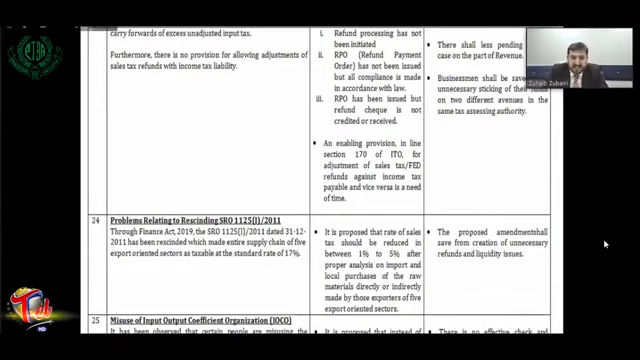 carry forwards of excess unadjusted input tax.
Furthermore, there is no provision for allowing adjustments of
sales tax refunds with income tax liability.
i. Refund processing has not
been initiated
ii. RPO (Refund Payment
Order) has not been issued
but all compliance is made
in accordance with law.
iii. RPO has been issued but
refund cheque is not
credited or received.
• An enabling provision, in line
section 170 of ITO, for
adjustment of sales tax/FED
refunds against income tax
payable and vice versa is a need
of time.
• There shall less pending
case on the part of Revenue.
• Businessmen shall be save
unnecessary sticking of their funds
on two different avenues in the
same tax assessing authority.
Zuhaib Zubairi
24
Problems Relating to Rescinding SRO 1125(I)/2011
Through Finance Act, 2019, the SRO 1125(I)/2011 dated 31-12-
2011 has been rescinded which made entire supply chain of five
export oriented sectors as taxable at the standard rate of 17%.
• It is proposed that rate of sales
tax should be reduced in
between 1% to 5% after
proper analysis on import and
local purchases of the raw
materials directly or indirectly
made by those exporters of five
export oriented sectors.
• The proposed amendmentshall
save from creation of unnecessary
refunds and liquidity issues.
25
Misuse of Input Output Coefficient Organization (IOCO)
It has been observed that certain people are misusing the
• It is proposed that instead of
• There is no effective check and
HD